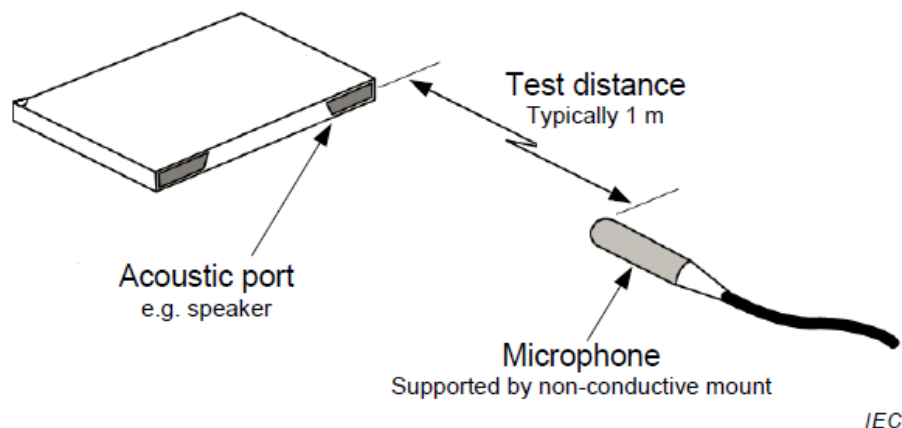 Test distance
Typically 1 m
Acoustic port
e.g. speaker
Microphone
Supported by non-conductive mount
IEC